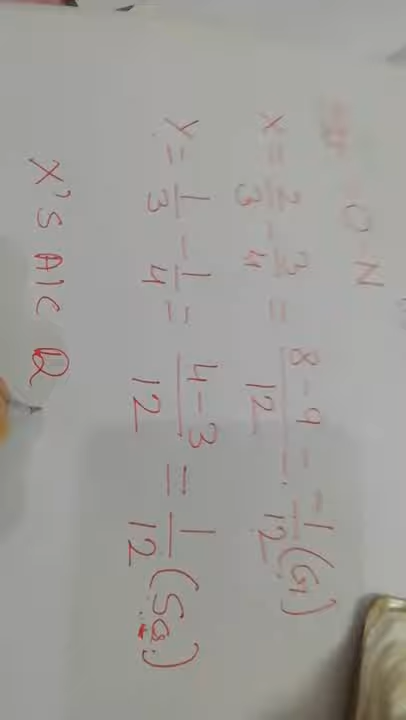 O-N
X = 2/3 - 3/4 = 8-9/12 = -1/12 (G)
Y = 1/3 - 1/4 = 4-3/12 = 1/12 (Sa.)
X'S A/C Q